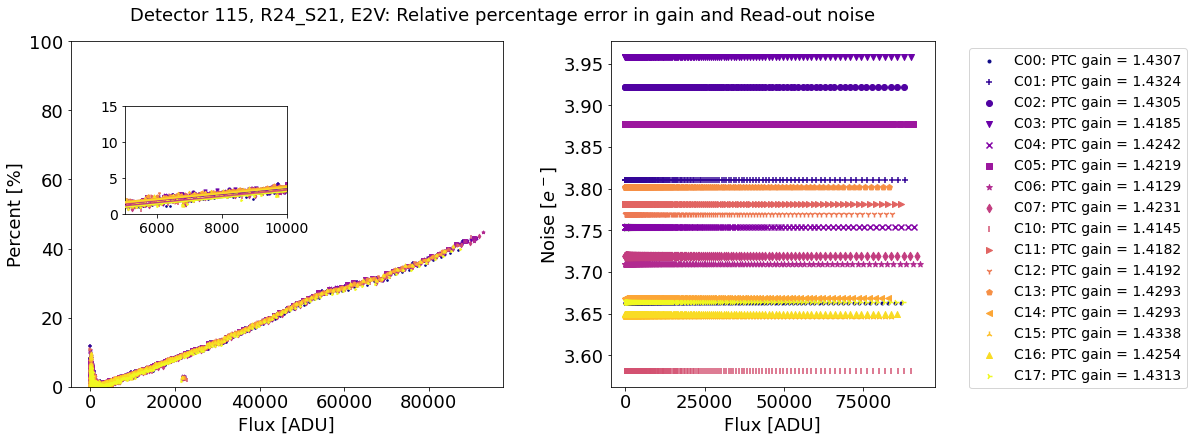 Detector 115, R24_S21, E2V: Relative percentage error in gain and Read-out noise
Percent [%]
100
80
60
40
20
0
0
20000
40000
60000
80000
Flux [ADU]
15
10
5
0
6000
8000
10000
Noise [e⁻]
3.95
3.90
3.85
3.80
3.75
3.70
3.65
3.60
0
25000
50000
75000
Flux [ADU]
C00: PTC gain = 1.4307
C01: PTC gain = 1.4324
C02: PTC gain = 1.4305
C03: PTC gain = 1.4185
C04: PTC gain = 1.4242
C05: PTC gain = 1.4219
C06: PTC gain = 1.4129
C07: PTC gain = 1.4231
C10: PTC gain = 1.4145
C11: PTC gain = 1.4182
C12: PTC gain = 1.4192
C13: PTC gain = 1.4293
C14: PTC gain = 1.4293
C15: PTC gain = 1.4338
C16: PTC gain = 1.4254
C17: PTC gain = 1.4313